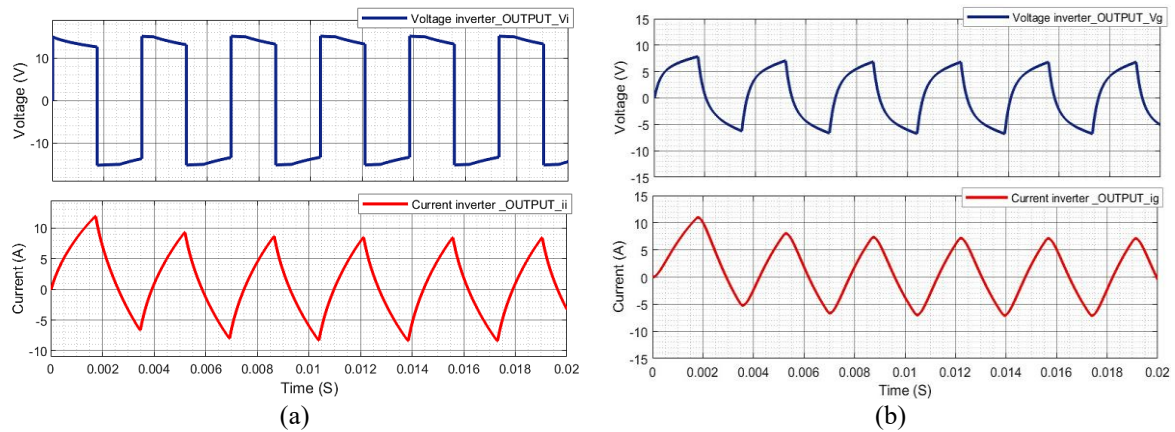 Voltage inverter_OUTPUT_Vi
10
0
-10
Voltage (V)
Current inverter _OUTPUT_ii
10
5
0
-5
-10
Current (A)
0 0.002 0.004 0.006 0.008 0.01 0.012 0.014 0.016 0.018 0.02
Time (S)
(a)
Voltage inverter_OUTPUT_Vg
15
10
5
0
-5
-10
-15
Voltage (V)
Current inverter _OUTPUT_ig
15
10
5
0
-5
-10
-15
Current (A)
0 0.002 0.004 0.006 0.008 0.01 0.012 0.014 0.016 0.018 0.02
Time (S)
(b)